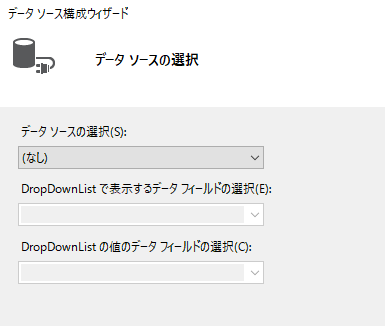 データ ソース構成ウィザード
データ ソースの選択
データ ソースの選択(S):
(なし)
DropDownList で表示するデータ フィールドの選択(E):
DropDownList の値のデータ フィールドの選択(C):